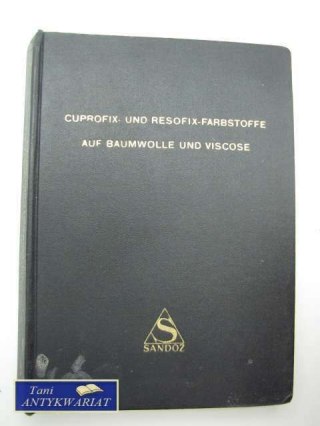 CUPROFIX- UND RESOFIX-FARBSTOFFE
AUF BAUMWOLLE UND VISCOSE
S
SANDOZ
Tani
ANTYKWARIAT